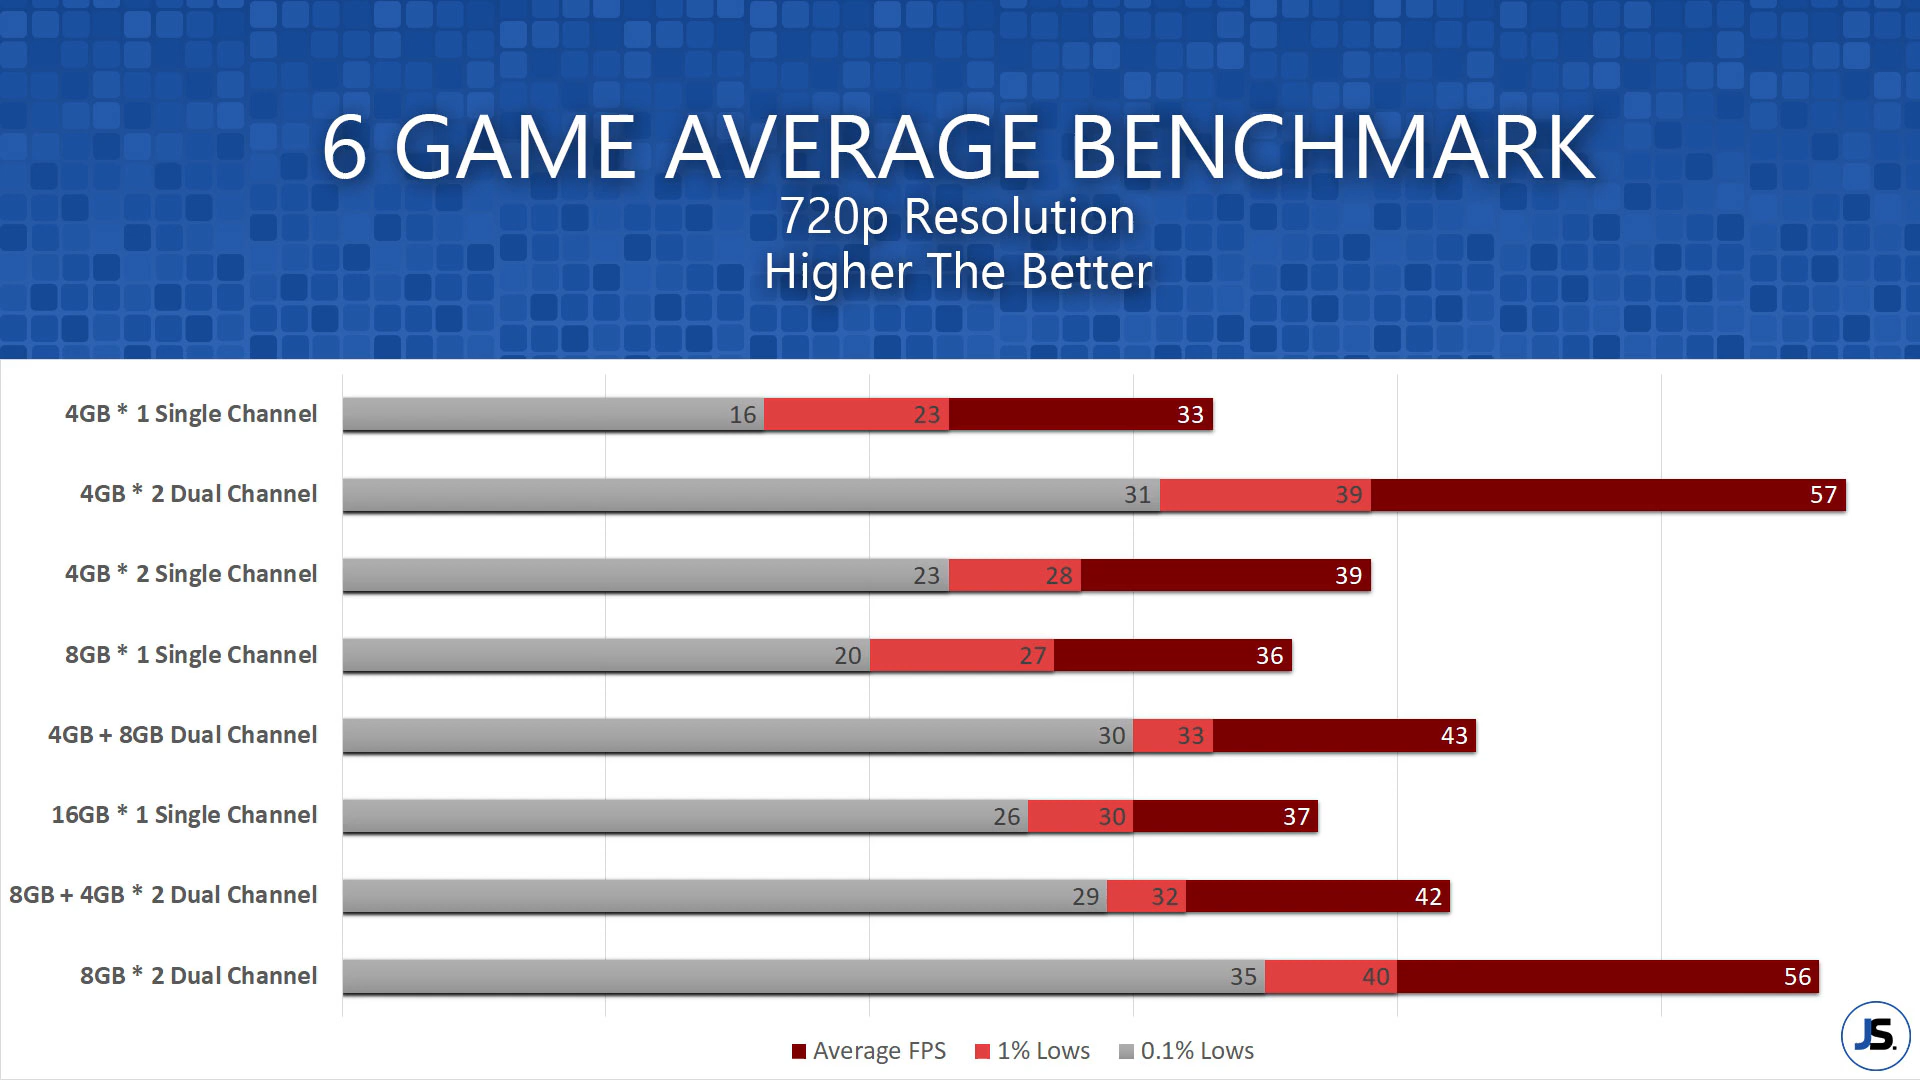 6 GAME AVERAGE BENCHMARK
720p Resolution
Higher The Better
4GB * 1 Single Channel 16 23 33
4GB * 2 Dual Channel 31 39 57
4GB * 2 Single Channel 23 28 39
8GB * 1 Single Channel 20 27 36
4GB + 8GB Dual Channel 30 33 43
16GB * 1 Single Channel 26 30 37
8GB + 4GB * 2 Dual Channel 29 32 42
8GB * 2 Dual Channel 35 40 56
Average FPS 1% Lows 0.1% Lows
JS.